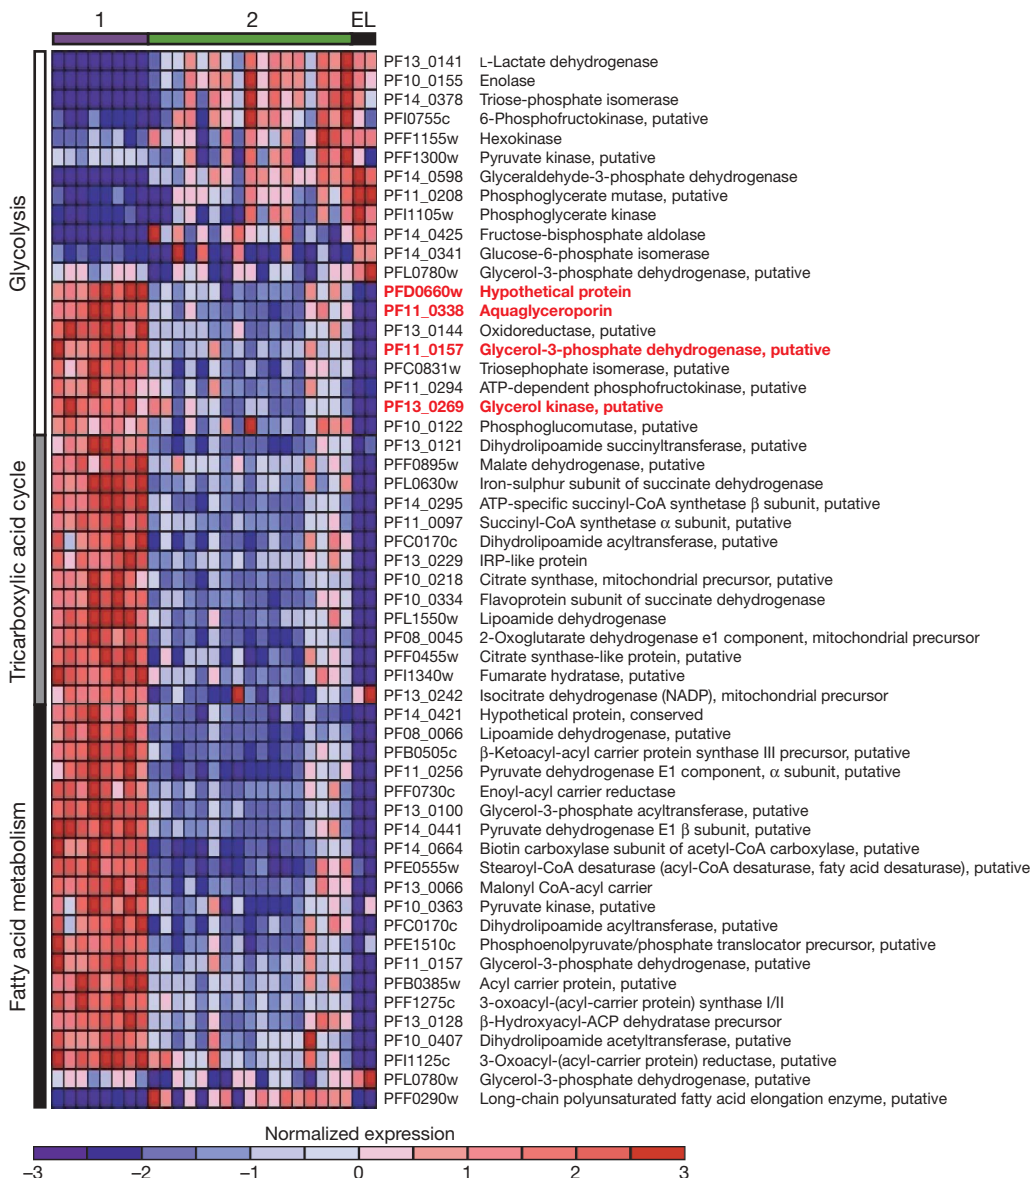 1 2 EL
Glycolysis
PF13_0141 L-Lactate dehydrogenase
PF10_0155 Enolase
PF14_0378 Triose-phosphate isomerase
PFI0755c 6-Phosphofructokinase, putative
PFF1155w Hexokinase
PFF1300w Pyruvate kinase, putative
PF14_0598 Glyceraldehyde-3-phosphate dehydrogenase
PF11_0208 Phosphoglycerate mutase, putative
PFI1105w Phosphoglycerate kinase
PF14_0425 Fructose-bisphosphate aldolase
PF14_0341 Glucose-6-phosphate isomerase
PFL0780w Glycerol-3-phosphate dehydrogenase, putative
PFD0660w Hypothetical protein
PF11_0338 Aquaglyceroporin
PF13_0144 Oxidoreductase, putative
PF11_0157 Glycerol-3-phosphate dehydrogenase, putative
PFC0831w Triosephophate isomerase, putative
PF11_0294 ATP-dependent phosphofructokinase, putative
PF13_0269 Glycerol kinase, putative
PF10_0122 Phosphoglucomutase, putative
Tricarboxylic acid cycle
PF13_0121 Dihydrolipoamide succinyltransferase, putative
PFF0895w Malate dehydrogenase, putative
PFL0630w Iron-sulphur subunit of succinate dehydrogenase
PF14_0295 ATP-specific succinyl-CoA synthetase β subunit, putative
PF11_0097 Succinyl-CoA synthetase α subunit, putative
PFC0170c Dihydrolipoamide acyltransferase, putative
PF13_0229 IRP-like protein
PF10_0218 Citrate synthase, mitochondrial precursor, putative
PF10_0334 Flavoprotein subunit of succinate dehydrogenase
PFL1550w Lipoamide dehydrogenase
PF08_0045 2-Oxoglutarate dehydrogenase e1 component, mitochondrial precursor
PFF0455w Citrate synthase-like protein, putative
PFI1340w Fumarate hydratase, putative
PF13_0242 Isocitrate dehydrogenase (NADP), mitochondrial precursor
Fatty acid metabolism
PF14_0421 Hypothetical protein, conserved
PF08_0066 Lipoamide dehydrogenase, putative
PFB0505c β-Ketoacyl-acyl carrier protein synthase III precursor, putative
PF11_0256 Pyruvate dehydrogenase E1 component, α subunit, putative
PFF0730c Enoyl-acyl carrier reductase
PF13_0100 Glycerol-3-phosphate acyltransferase, putative
PF14_0441 Pyruvate dehydrogenase E1 β subunit, putative
PF14_0664 Biotin carboxylase subunit of acetyl-CoA carboxylase, putative
PFE0555w Stearoyl-CoA desaturase (acyl-CoA desaturase, faty acid desaturase), putative
PF13_0066 Malonyl CoA-acyl carrier
PF10_0363 Pyruvate kinase, putative
PFC0170c Dihydrolipoamide acyltransferase, putative
PFE1510c Phosphoenolpyruvate/phosphate translocator precursor, putative
PF11_0157 Glycerol-3-phosphate dehydrogenase, putative
PFB0385w Acyl carrier protein, putative
PFF1275c 3-oxoacyl-(acyl-carrier protein) synthase I/II
PF13_0128 β-Hydroxyacyl-ACP dehydratase precursor
PF10_0407 Dihydrolipoamide acetyltransferase, putative
PFI1125c 3-Oxoacyl-(acyl-carrier protein) reductase, putative
PFL0780w Glycerol-3-phosphate dehydrogenase, putative
PFF0290w Long-chain polyunsaturated fatty acid elongation enzyme, putative
Normalized expression
−3 −2 −1 0 1 2 3